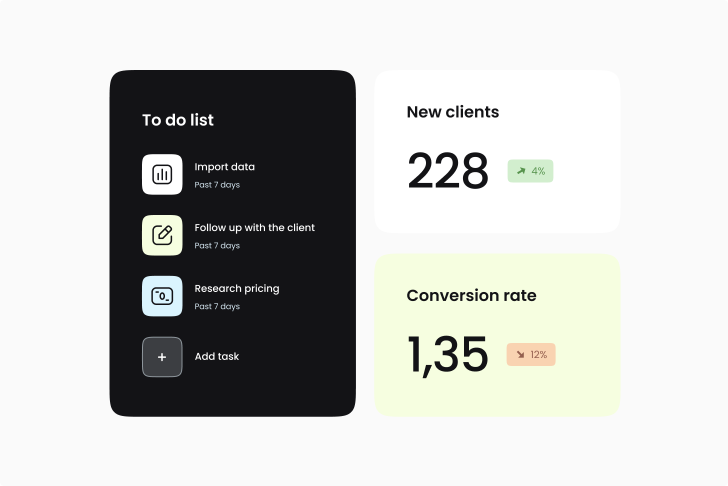 To do list
Import data
Past 7 days
Follow up with the client
Past 7 days
Research pricing
Past 7 days
+
Add task
New clients
228
4%
Conversion rate
1,35
12%